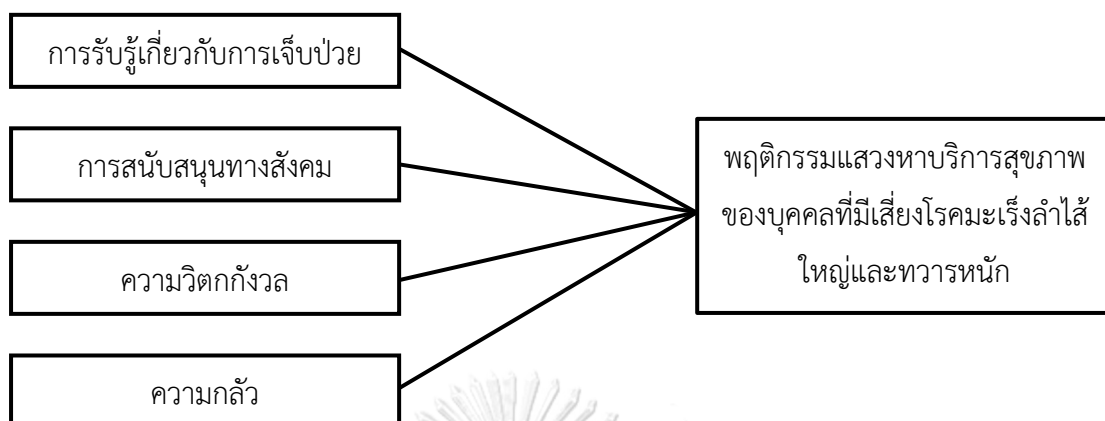 การรับรู้เกี่ยวกับการเจ็บป่วย
การสนับสนุนทางสังคม
ความวิตกกังวล
ความกลัว
พฤติกรรมแสวงหาบริการสุขภาพ
ของบุคคลที่มีเสี่ยงโรคมะเร็งลำไส้
ใหญ่และทวารหนัก